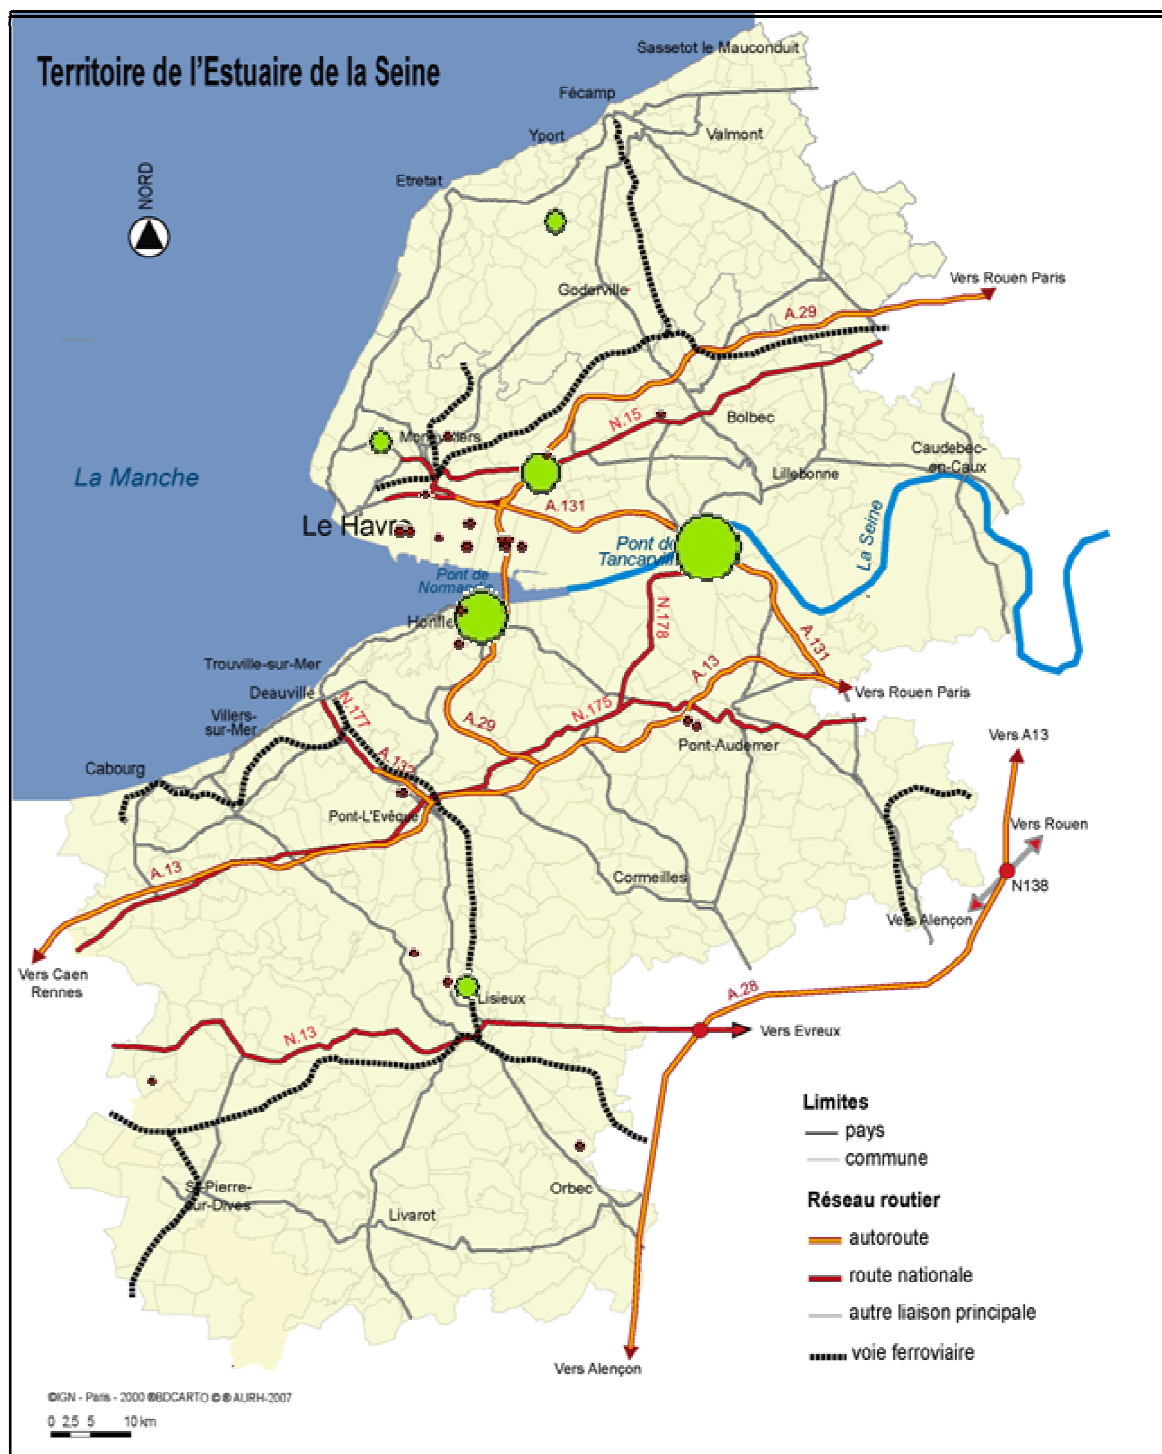 Territoire de l'Estuaire de la Seine
Sassetot le Mauconduit
Fécamp
Yport
Valmont
NORD
Etretat
Goderville
Vers Rouen Paris
A.29
N.15
Bolbec
Caudebec-
en-Caux
Lillebonne
La Manche
A.131
Le Havre
La Seine
Pont de
Pont de
N.178
A.131
Trouville-sur-Mer
Deauville
Villers-
sur-Mer
N.177
A.13
Vers Rouen Paris
A.29
N.175
Pont-Audemer
Vers A13
Cabourg
A.132
Pont-L'Evêque
Vers Rouen
A.13
Cormeilles
N138
Vers Alençon
Vers Caen
Rennes
A.28
Lisieux
N.13
Vers Evreux
St-Pierre-
sur-Dives
Orbec
Livarot
Vers Alençon
Limites
pays
commune
Réseau routier
autoroute
route nationale
autre liaison principale
voie ferroviaire
©IGN - Paris - 2000 ®BDCARTO © ® AURH-2007
0 2,5 5 10 km